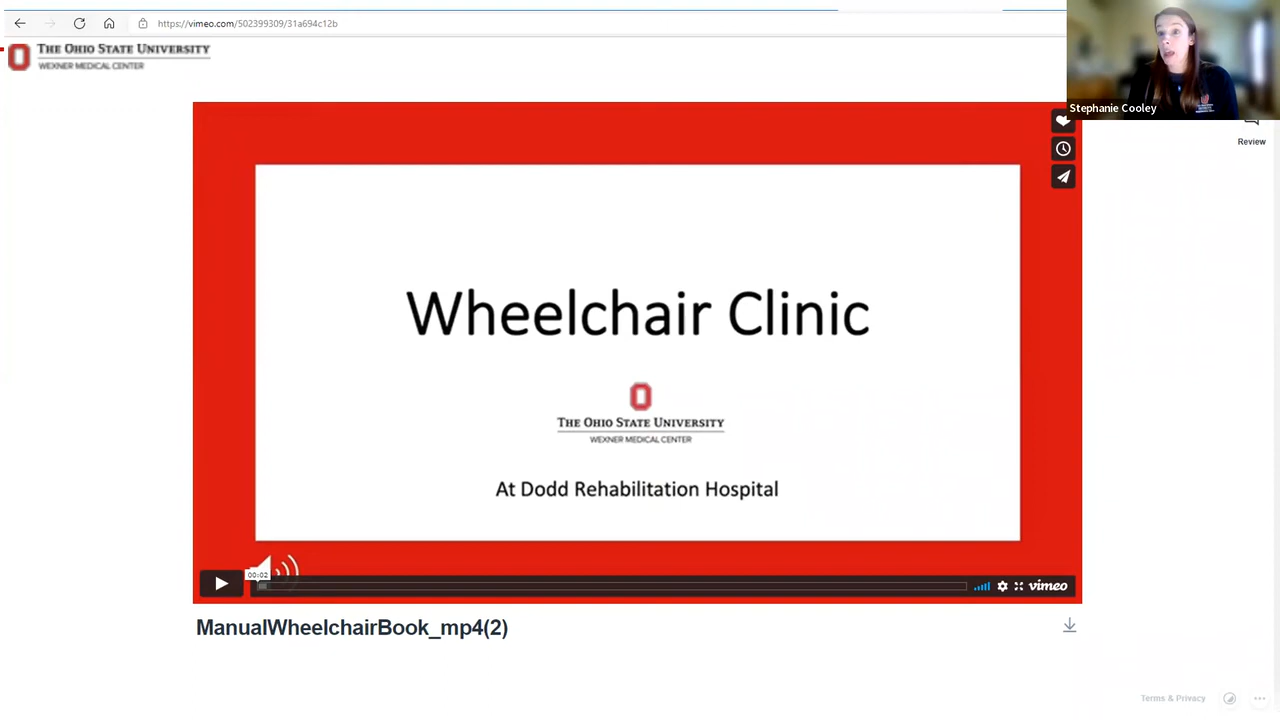 https://vimeo.com/502399309/31a694c12b
THE OHIO STATE UNIVERSITY
WEXNER MEDICAL CENTER
Stephanie Cooley
Review
Wheelchair Clinic
THE OHIO STATE UNIVERSITY
WEXNER MEDICAL CENTER
At Dodd Rehabilitation Hospital
00:02
vimeo
ManualWheelchairBook_mp4(2)
Terms & Privacy